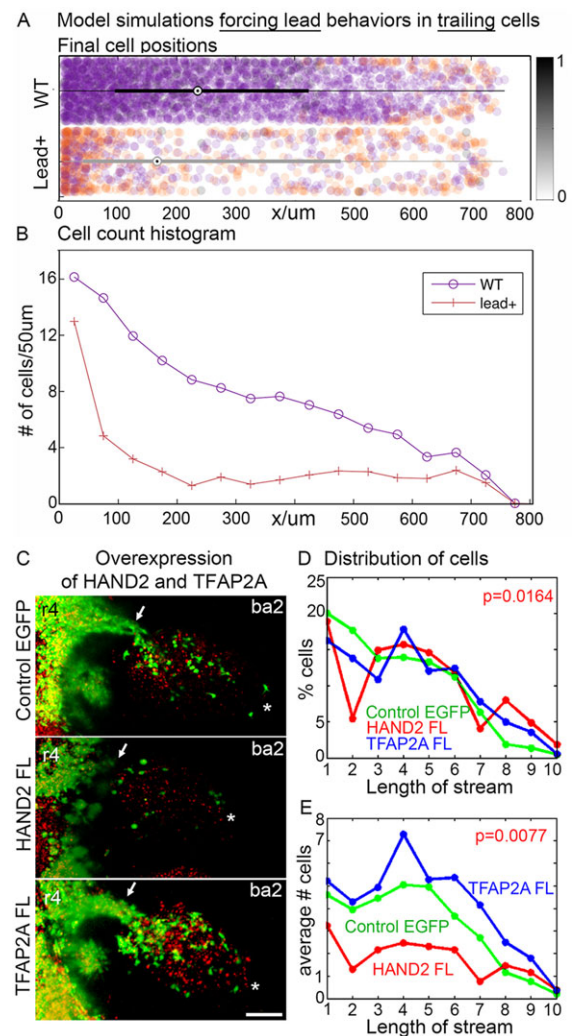 A Model simulations forcing lead behaviors in trailing cells
Final cell positions
WT
Lead+
1
0
0 100 200 300 400 500 600 700 800
x/um
B Cell count histogram
# of cells/50um
16
12
8
4
0
WT
lead+
0 100 200 300 400 500 600 700 800
x/um
C Overexpression
of HAND2 and TFAP2A
Control EGFP
r4
ba2
*
HAND2 FL
r4
ba2
*
TFAP2A FL
r4
ba2
*
D Distribution of cells
% cells
25
20
5
0
p=0.0164
Control EGFP
HAND2 FL
TFAP2A FL
1 2 3 4 5 6 7 8 9 10
Length of stream
E
average # cells
8
7
1
0
p=0.0077
TFAP2A FL
Control EGFP
HAND2 FL
1 2 3 4 5 6 7 8 9 10
Length of stream